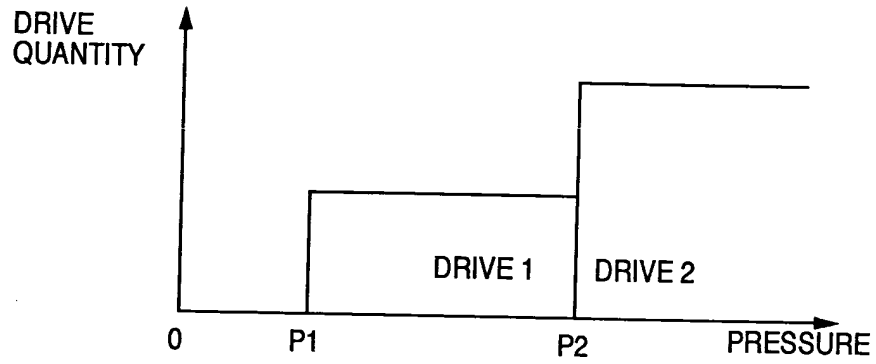 DRIVE
QUANTITY
DRIVE 1
DRIVE 2
0
P1
P2
PRESSURE